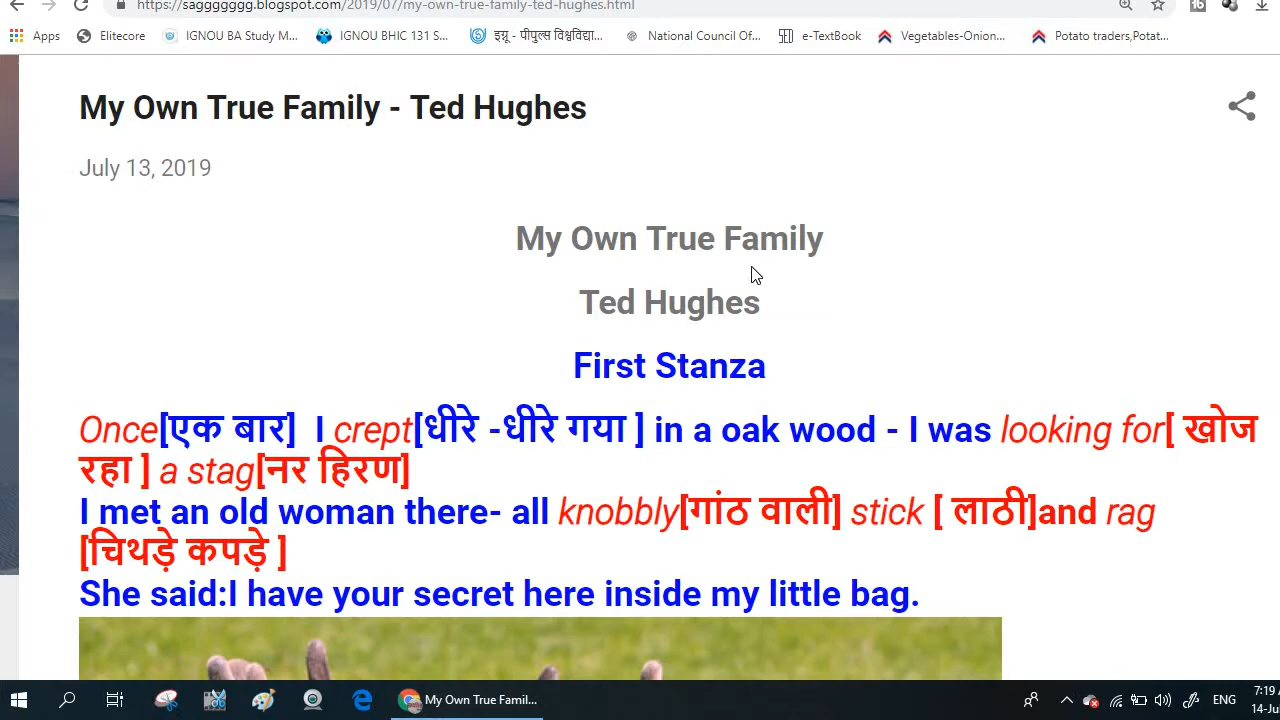 https://saggggggg.blogspot.com/2019/07/my-own-true-family-ted-hughes.html
Apps Elitecore IGNOU BA Study M... IGNOU BHIC 131 S... इग्नू - पीपुल्स विश्वविद्या... National Council Of... e-TextBook Vegetables-Onion... Potato traders,Potat...
My Own True Family - Ted Hughes
July 13, 2019
My Own True Family
Ted Hughes
First Stanza
Once[एक बार] I crept[धीरे -धीरे गया ] in a oak wood - I was looking for[ खोज
रहा ] a stag[नर हिरण]
I met an old woman there- all knobbly[गांठ वाली] stick [ लाठी]and rag
[चिथड़े कपड़े ]
She said:I have your secret here inside my little bag.
My Own True Famil...
ENG
7:19
14-Ju